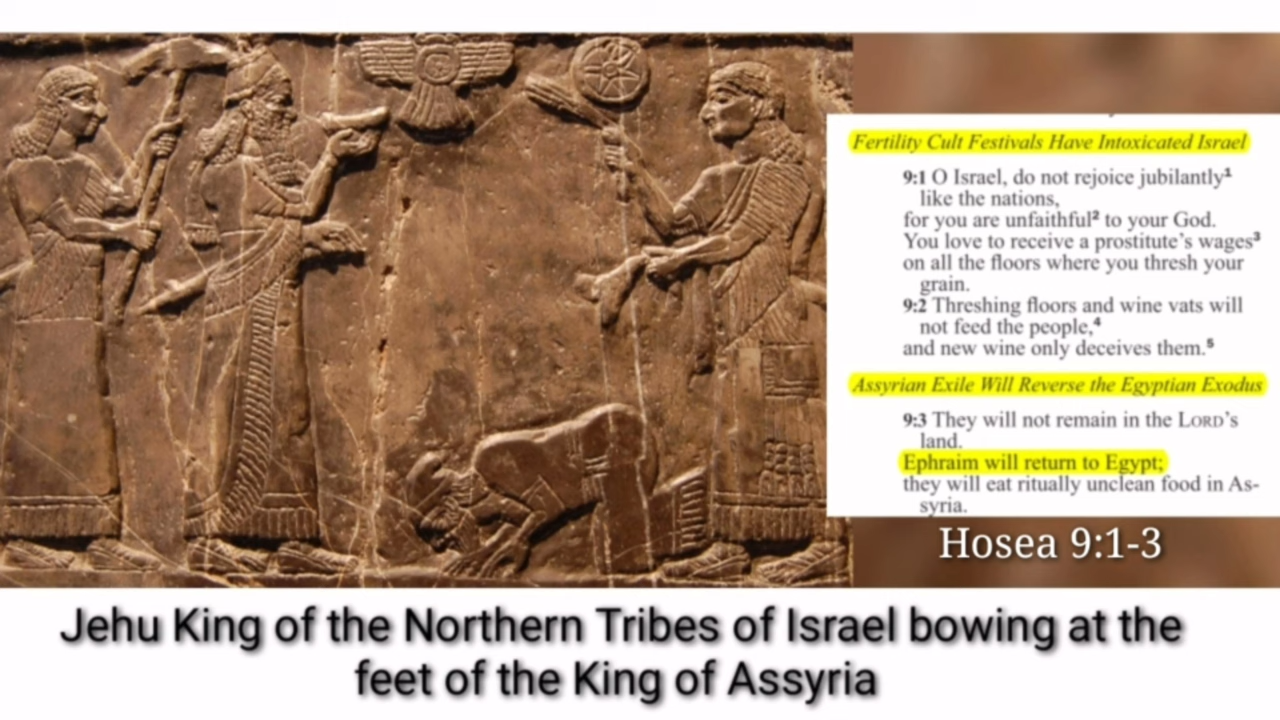 Fertility Cult Festivals Have Intoxicated Israel
9:1 O Israel, do not rejoice jubilantly¹
like the nations,
for you are unfaithful² to your God.
You love to receive a prostitute’s wages³
on all the floors where you thresh your
grain.
9:2 Threshing floors and wine vats will
not feed the people,⁴
and new wine only deceives them.⁵
Assyrian Exile Will Reverse the Egyptian Exodus
9:3 They will not remain in the LORD’s
land.
Ephraim will return to Egypt;
they will eat ritually unclean food in As-
syria.
Hosea 9:1-3
Jehu King of the Northern Tribes of Israel bowing at the
feet of the King of Assyria